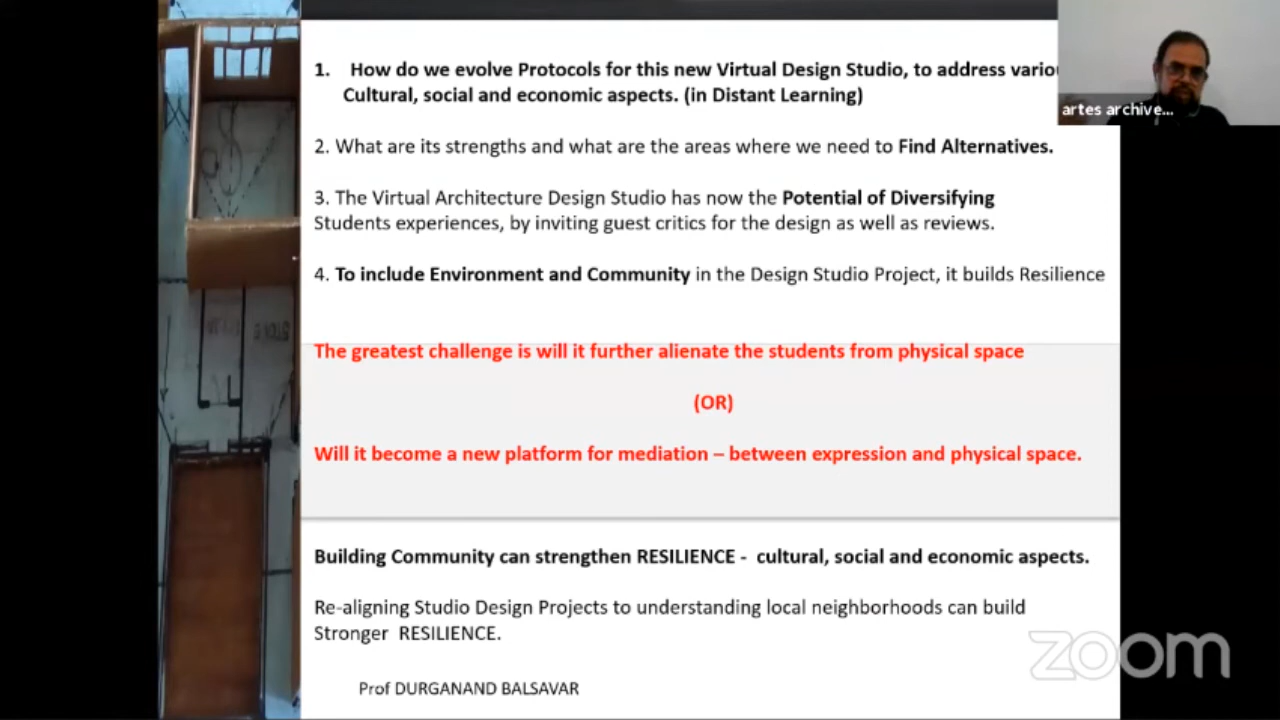 1. How do we evolve Protocols for this new Virtual Design Studio, to address
Cultural, social and economic aspects. (in Distant Learning)
artes archive...
2. What are its strengths and what are the areas where we need to Find Alternatives.
3. The Virtual Architecture Design Studio has now the Potential of Diversifying
Students experiences, by inviting guest critics for the design as well as reviews.
4. To include Environment and Community in the Design Studio Project, it builds Resilience
The greatest challenge is will it further alienate the students from physical space
(OR)
Will it become a new platform for mediation – between expression and physical space.
Building Community can strengthen RESILIENCE - cultural, social and economic aspects.
Re-aligning Studio Design Projects to understanding local neighborhoods can build
Stronger RESILIENCE.
zoom
Prof DURGANAND BALSAVAR